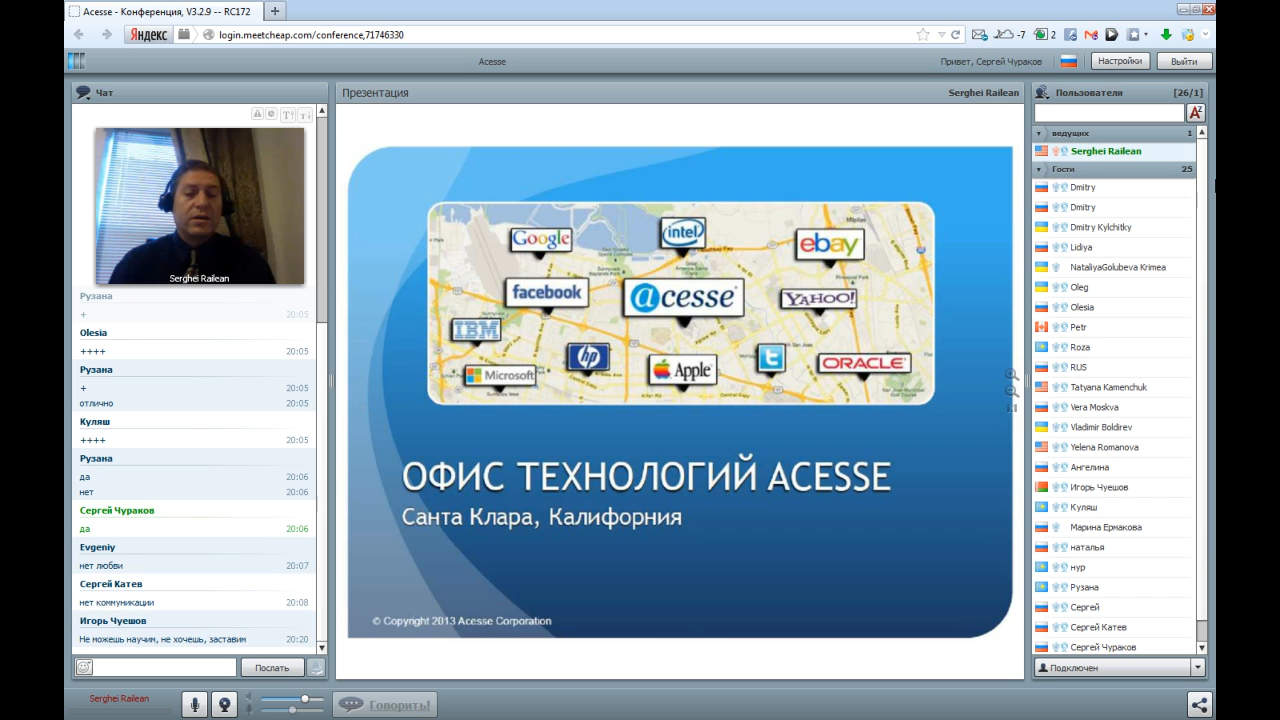 Acesse - Конференция, V3.2.9 -- RC172
Яндекс
login.meetcheap.com/conference,71746330
-7
2
Acesse
Привет, Сергей Чураков
Настройки
Выйти
Чат
Serghei Railean
Рузана
+ 20:05
Olesia
++++ 20:05
Рузана
+ 20:05
отлично 20:05
Куляш
++++ 20:05
Рузана
да 20:06
нет 20:06
Сергей Чураков
да 20:06
Evgeniy
нет любви 20:07
Сергей Катев
нет коммуникации 20:08
Игорь Чуешов
Не можешь научим, не хочешь, заставим 20:20
Послать
Serghei Railean
Говорить!
Презентация
Serghei Railean
Google
intel
ebay
facebook
acesse
YAHOO!
IBM
hp
Microsoft
Apple
ORACLE
ОФИС ТЕХНОЛОГИЙ ACESSE
Санта Клара, Калифорния
© Copyright 2013 Acesse Corporation
1:1
Пользователи [26/1]
ведущих 1
Serghei Railean
Гости 25
Dmitry
Dmitry
Dmitry Kylchitky
Lidiya
NataliyaGolubeva Krimea
Oleg
Olesia
Petr
Roza
RUS
Tatyana Kamenchuk
Vera Moskva
Vladimir Boldirev
Yelena Romanova
Ангелина
Игорь Чуешов
Куляш
Марина Ермакова
наталья
нур
Рузана
Сергей
Сергей Катев
Сергей Чураков
Подключен